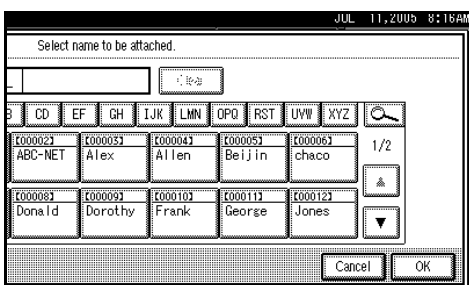 JUL 11,2005 8:16AM
Select name to be attached.
Clear
B CD EF GH IJK LMN OPQ RST UVW XYZ
[00002] [00003] [00004] [00005] [00006]
ABC-NET Alex Allen Beijin chaco
1/2
[00008] [00009] [00010] [00011] [00012]
Donald Dorothy Frank George Jones
Cancel OK